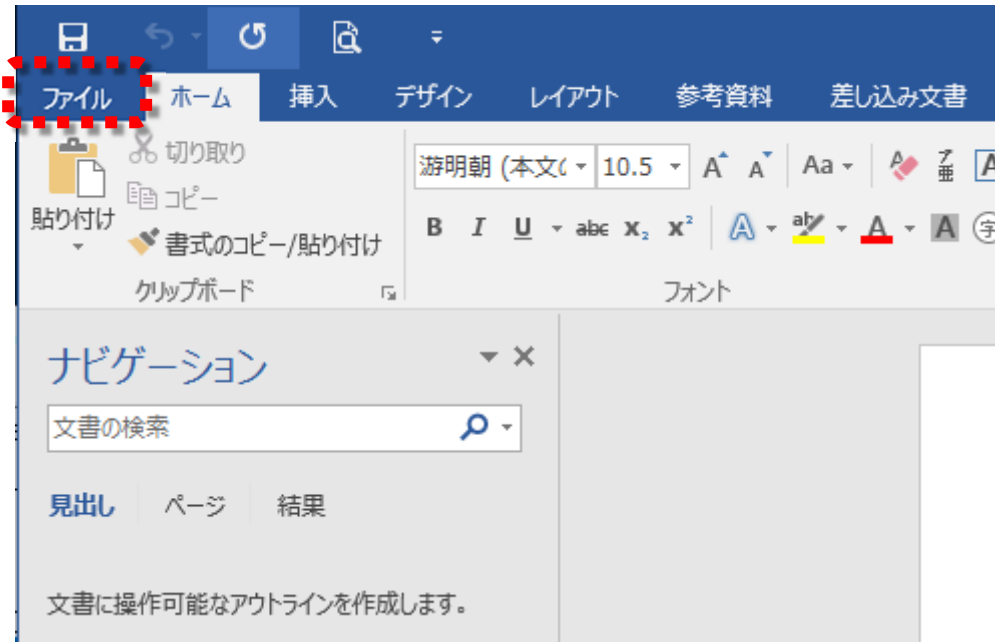 ファイル ホーム 挿入 デザイン レイアウト 参考資料 差し込み文書
切り取り
コピー
貼り付け
書式のコピー/貼り付け
クリップボード
游明朝 (本文( 10.5 A A Aa ア 亜 A
B I U abc X₂ X² A ab A A 字
フォント
ナビゲーション
文書の検索
見出し ページ 結果
文書に操作可能なアウトラインを作成します。